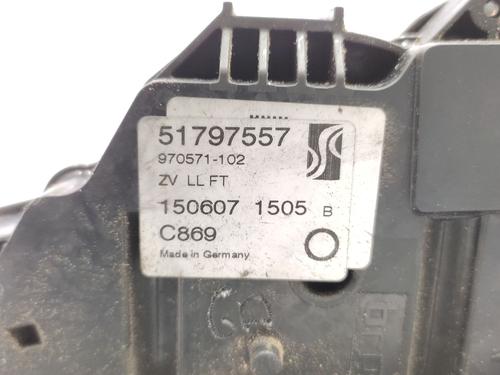 51797557
970571-102
ZV LL FT
150607 1505 B
C869
Made in Germany